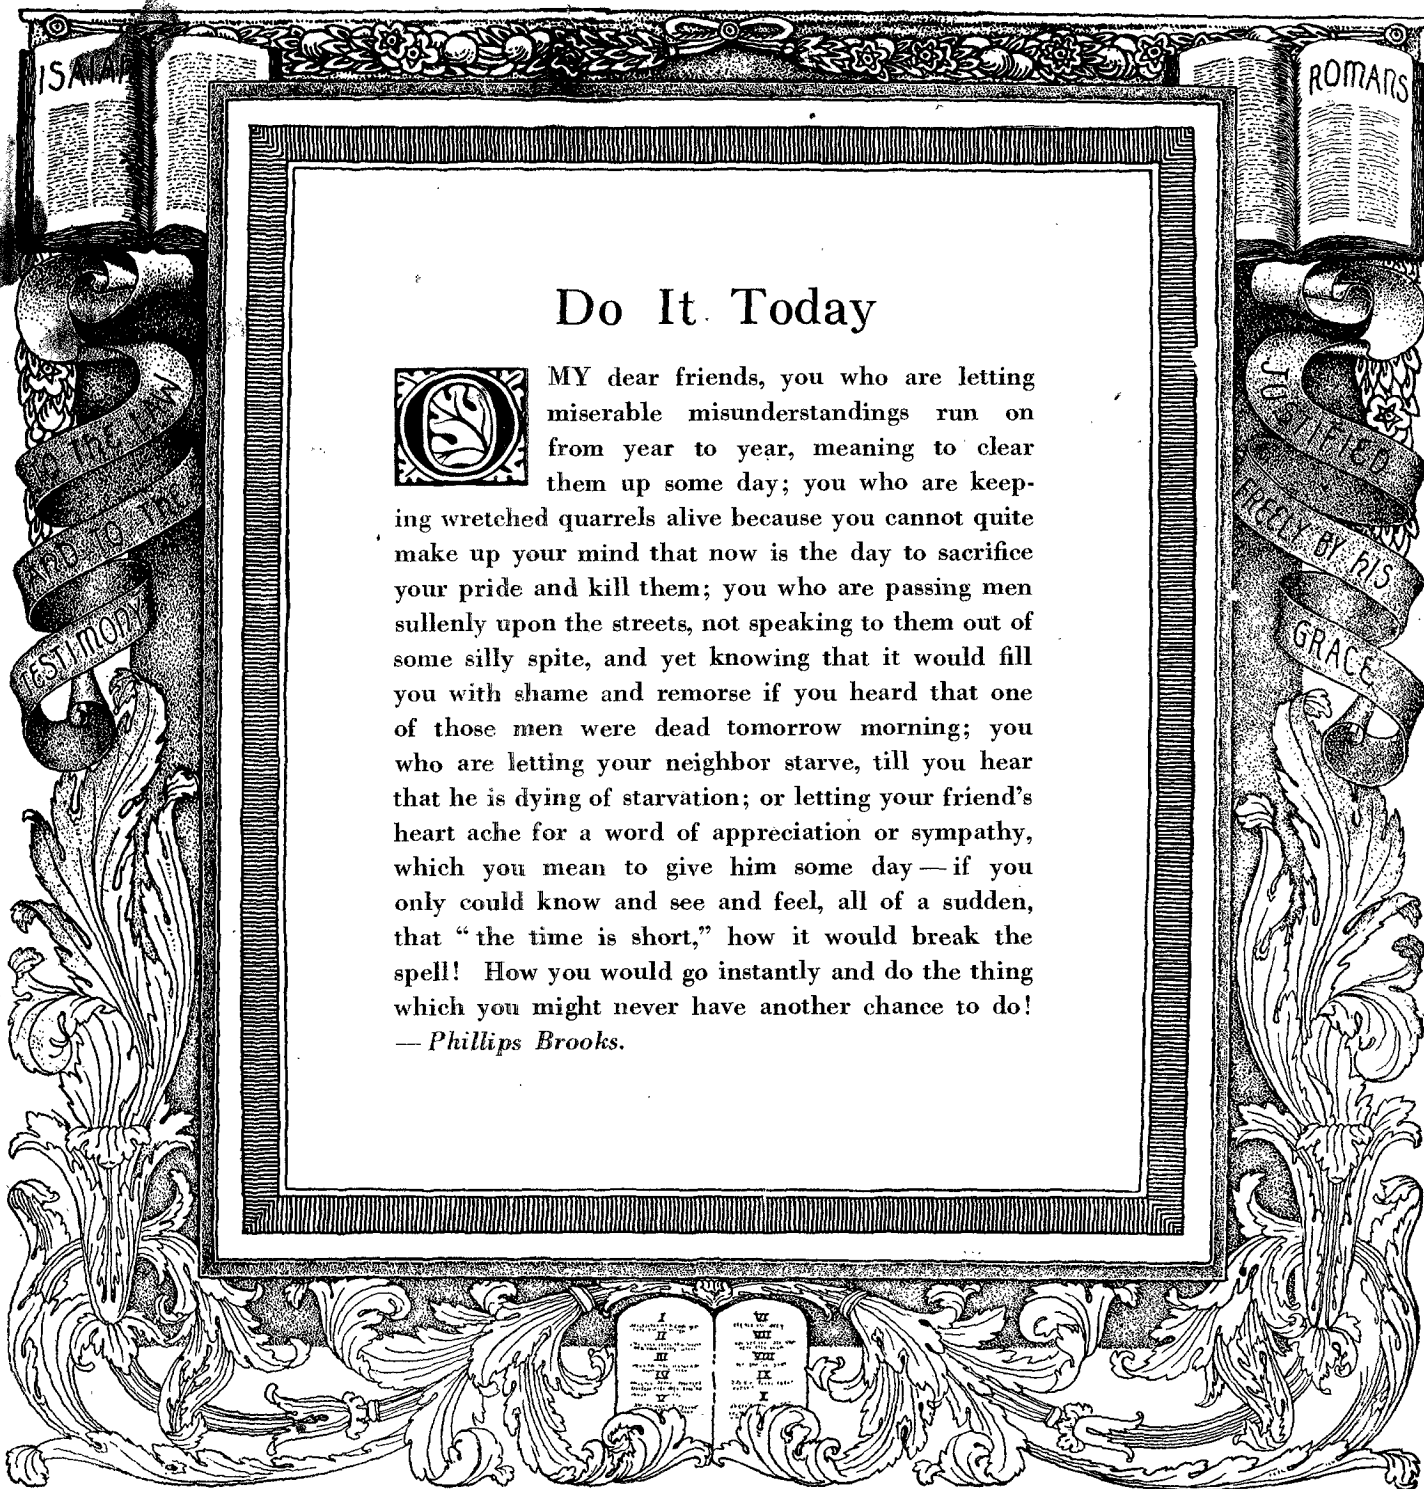 ISAIAH
ROMANS
TO THE LAW
AND TO THE
TESTIMONY
JUSTIFIED
FREELY BY HIS
GRACE
Do It Today
O MY dear friends, you who are letting
miserable misunderstandings run on
from year to year, meaning to clear
them up some day; you who are keep-
ing wretched quarrels alive because you cannot quite
make up your mind that now is the day to sacrifice
your pride and kill them; you who are passing men
sullenly upon the streets, not speaking to them out of
some silly spite, and yet knowing that it would fill
you with shame and remorse if you heard that one
of those men were dead tomorrow morning; you
who are letting your neighbor starve, till you hear
that he is dying of starvation; or letting your friend's
heart ache for a word of appreciation or sympathy,
which you mean to give him some day — if you
only could know and see and feel, all of a sudden,
that “the time is short,” how it would break the
spell! How you would go instantly and do the thing
which you might never have another chance to do!
— Phillips Brooks.
I
II
III
IV
V
VI
VII
VIII
IX
X